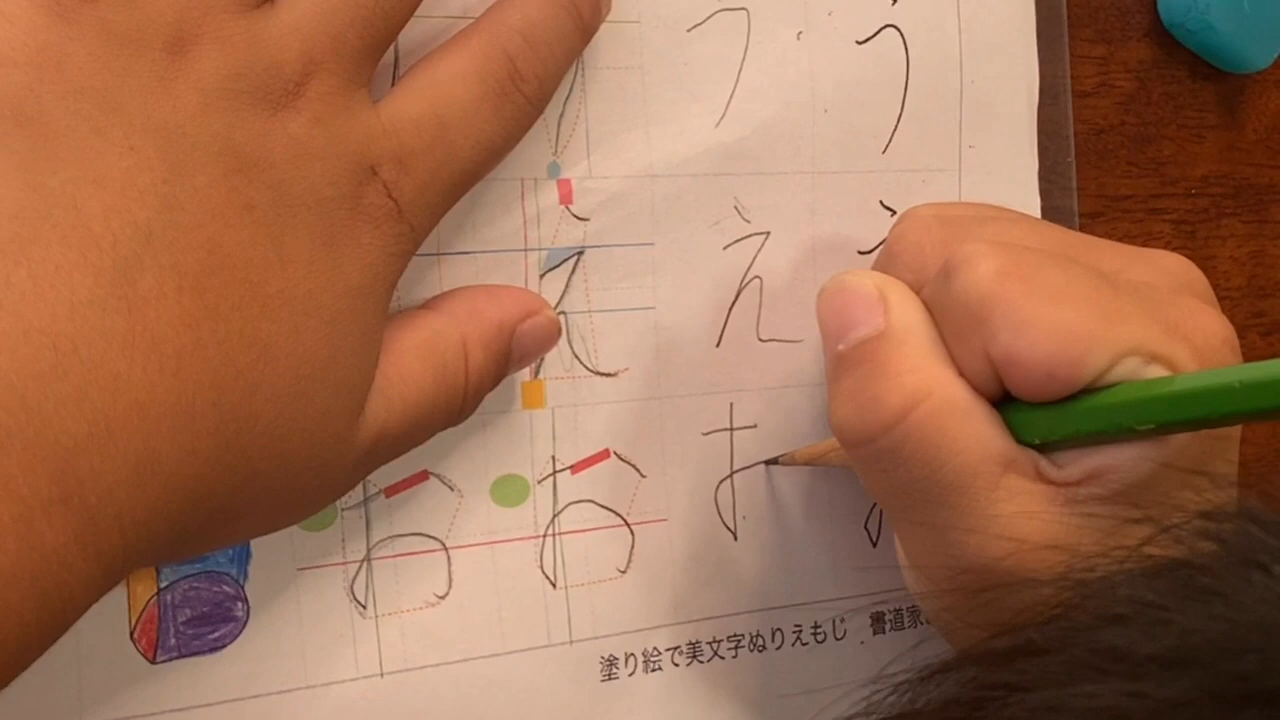 う う
え え
お お お
塗り絵で美文字ぬりえもじ 書道家